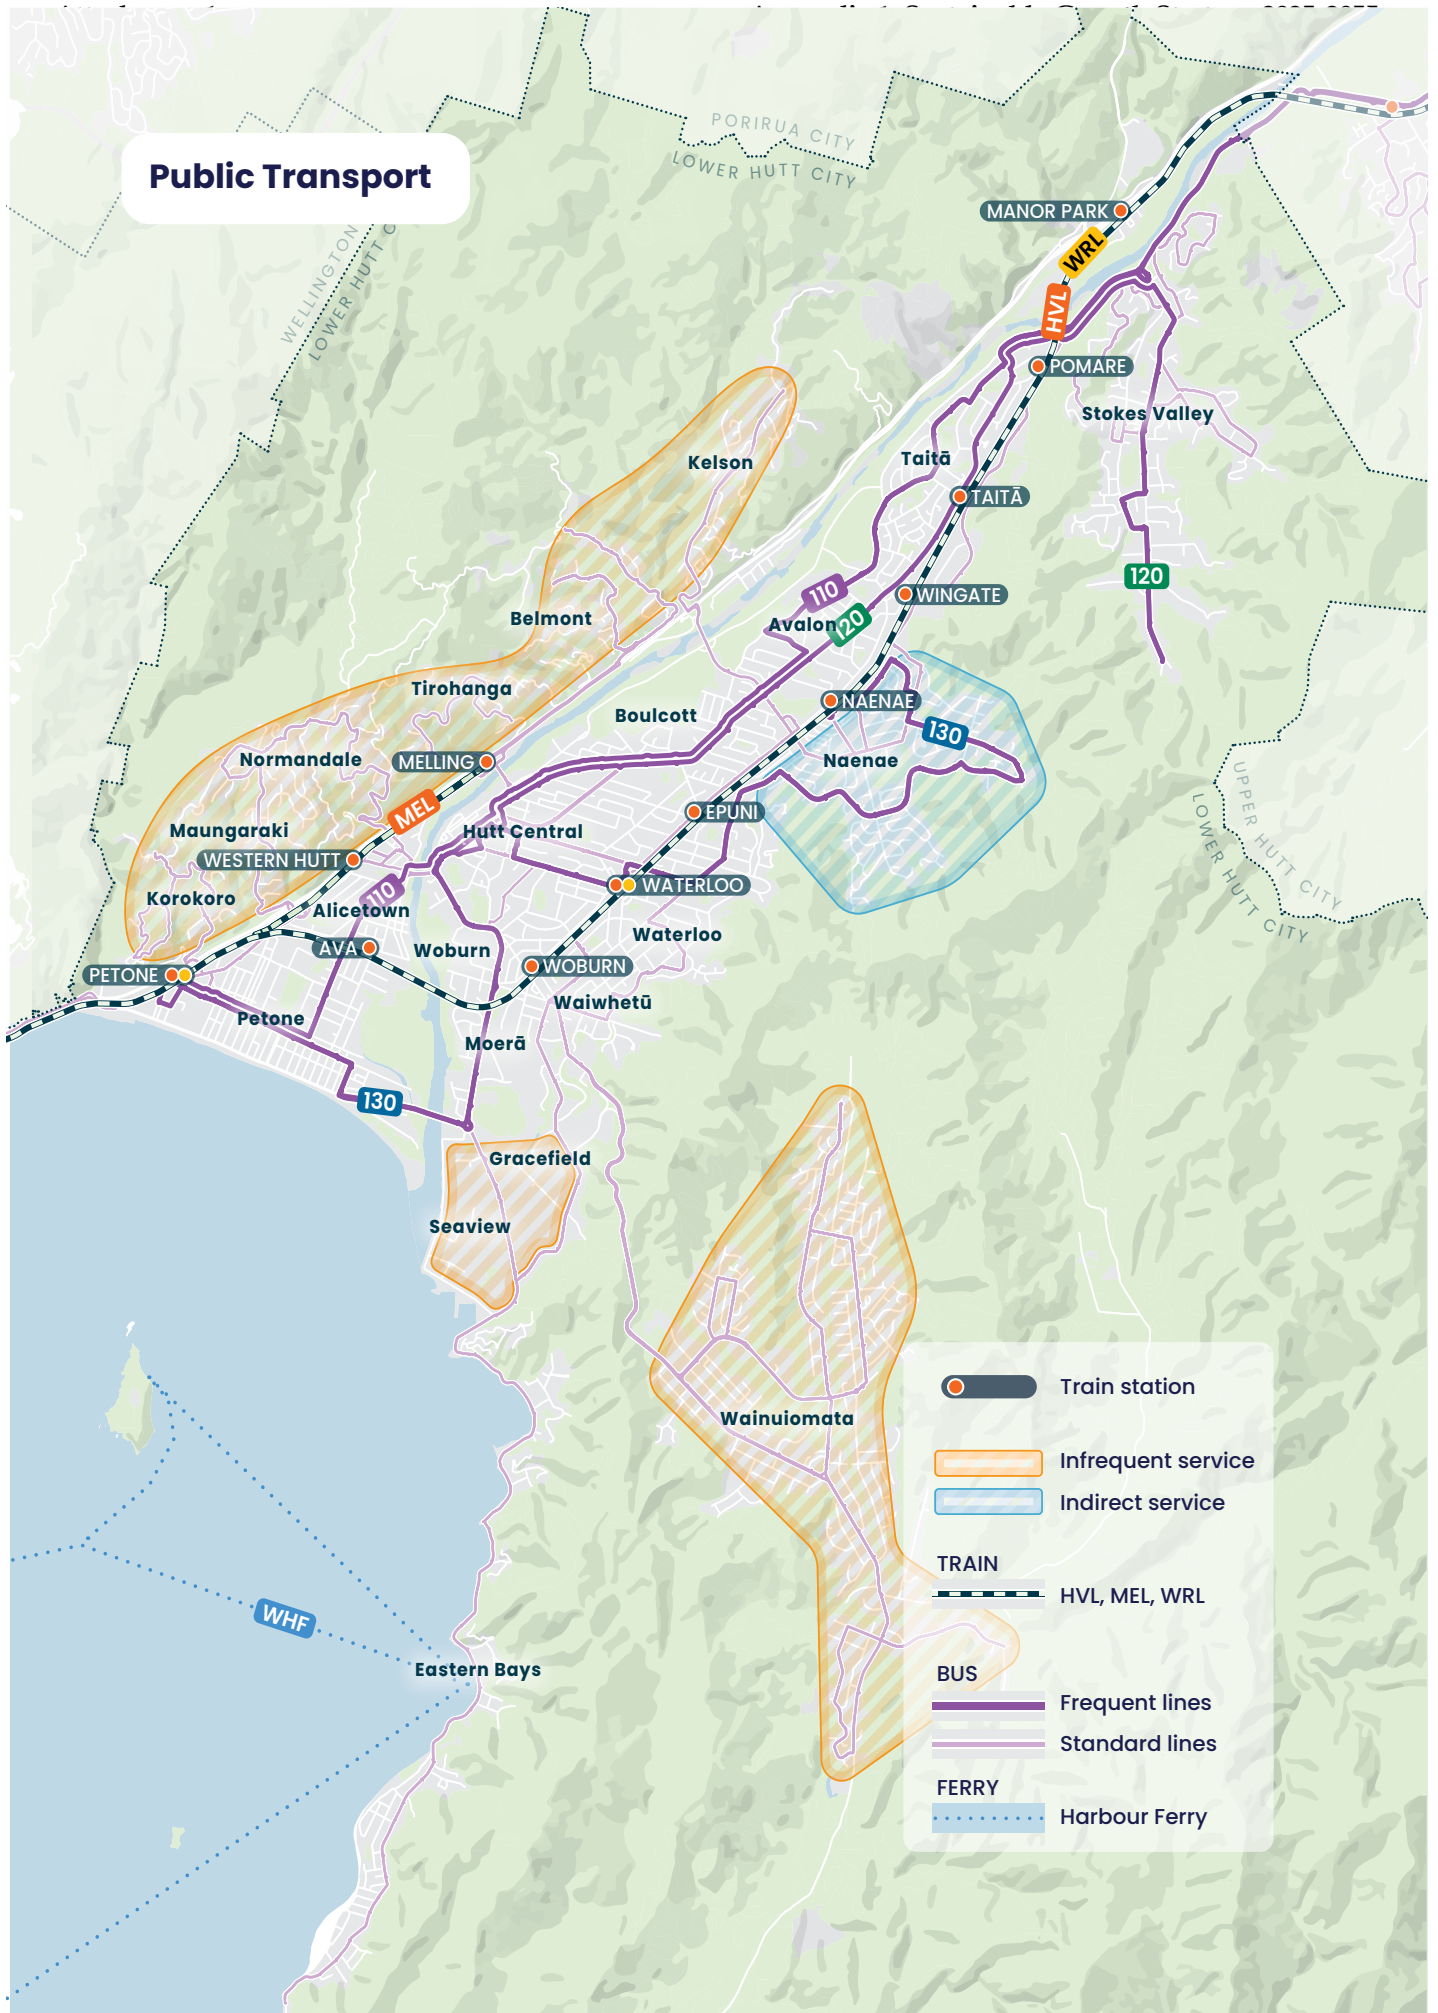 Public Transport
PORIRUA CITY
LOWER HUTT CITY
WELLINGTON
LOWER HUTT C
MANOR PARK
WRL
HVL
POMARE
Stokes Valley
Kelson
Taitā
TAITĀ
120
110
WINGATE
Belmont
Avalon
120
Tirohanga
NAENAE
Boulcott
130
Normandale
MELLING
Naenae
MEL
EPUNI
UPPER HUTT CITY
LOWER HUTT CITY
Maungaraki
Hutt Central
WESTERN HUTT
WATERLOO
110
Korokoro
Alicetown
Waterloo
AVA
Woburn
WOBURN
PETONE
Waiwhetū
Petone
Moerā
130
Gracefield
Seaview
Wainuiomata
WHF
Eastern Bays
Train station
Infrequent service
Indirect service
TRAIN
HVL, MEL, WRL
BUS
Frequent lines
Standard lines
FERRY
Harbour Ferry